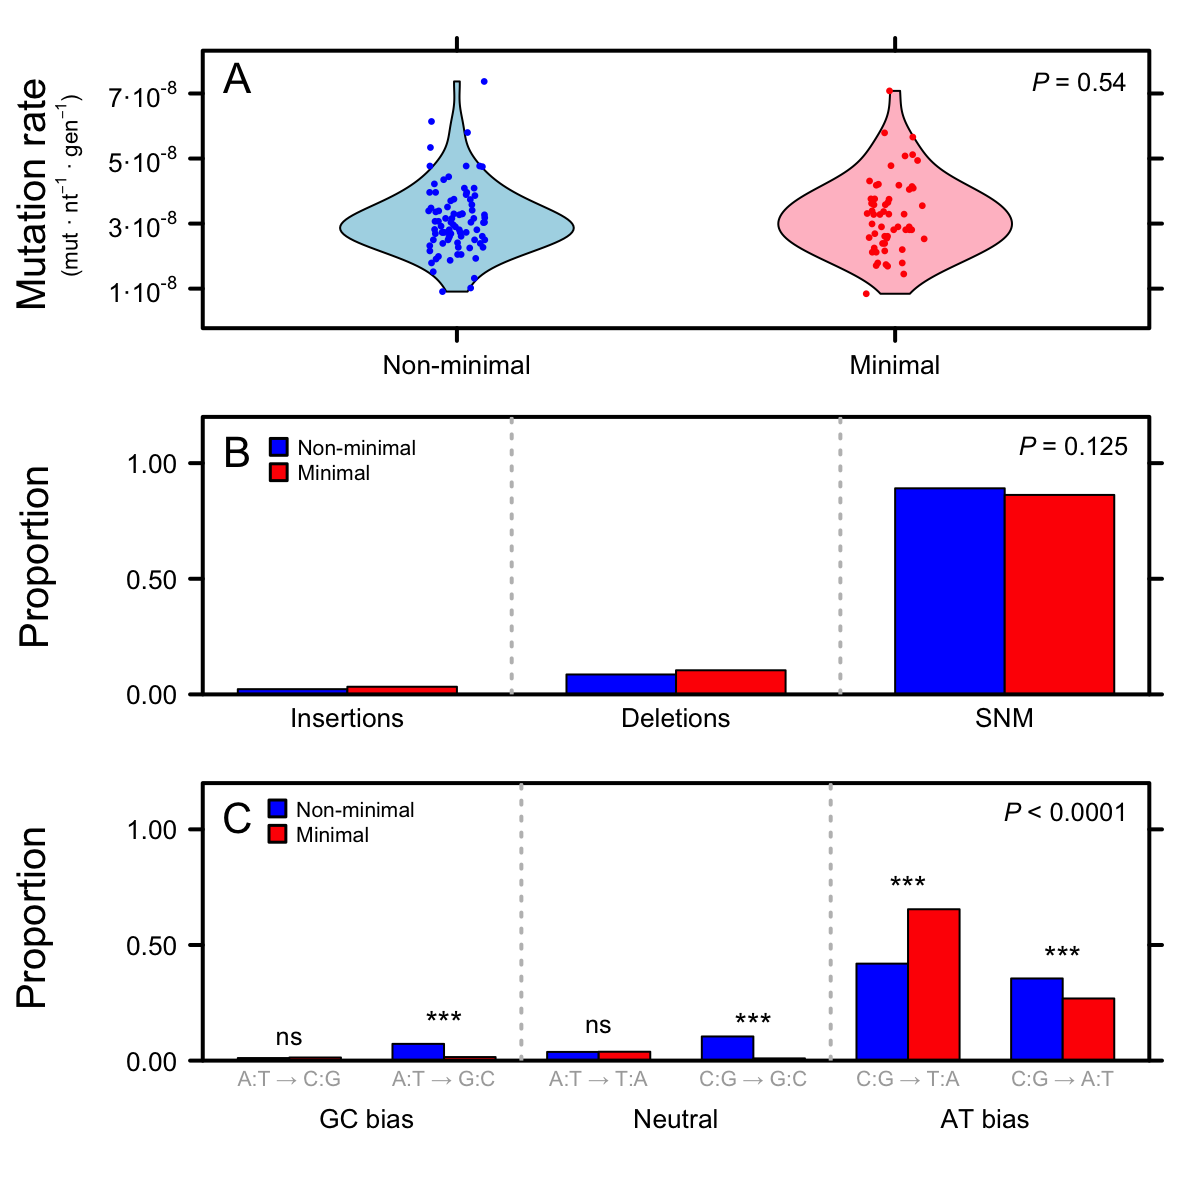 A
P = 0.54
Mutation rate
(mut · nt⁻¹ · gen⁻¹)
7·10⁻⁸
5·10⁻⁸
3·10⁻⁸
1·10⁻⁸
Non-minimal
Minimal
B
Non-minimal
Minimal
P = 0.125
Proportion
1.00
0.50
0.00
Insertions
Deletions
SNM
C
Non-minimal
Minimal
P < 0.0001
Proportion
1.00
0.50
0.00
ns
***
ns
***
***
***
A:T → C:G
A:T → G:C
A:T → T:A
C:G → G:C
C:G → T:A
C:G → A:T
GC bias
Neutral
AT bias